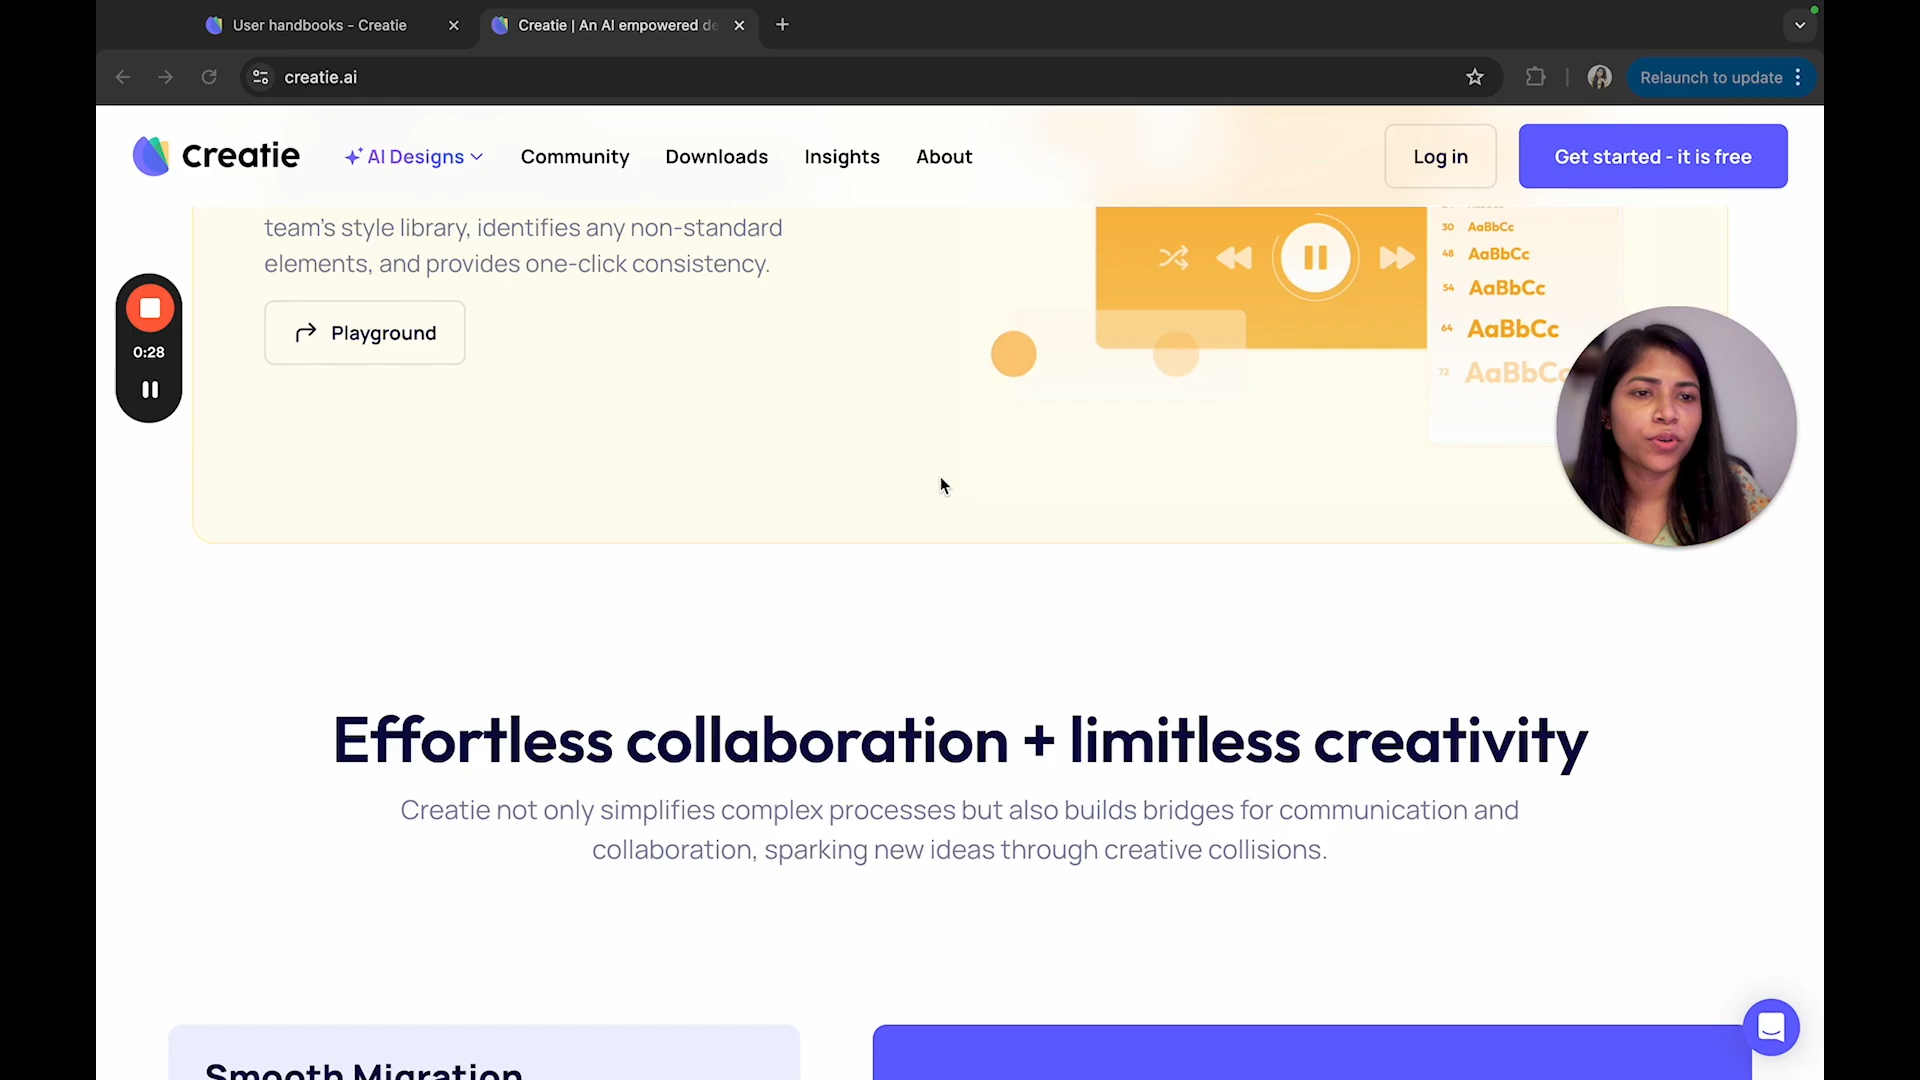 User handbooks - Creatie
Creatie | An AI empowered de
creatie.ai
Relaunch to update
Creatie
AI Designs
Community
Downloads
Insights
About
Log in
Get started - it is free
team's style library, identifies any non-standard
elements, and provides one-click consistency.
Playground
0:28
30 AaBbCc
48 AaBbCc
54 AaBbCc
64 AaBbCc
72 AaBbCc
Effortless collaboration + limitless creativity
Creatie not only simplifies complex processes but also builds bridges for communication and
collaboration, sparking new ideas through creative collisions.
Smooth Migration